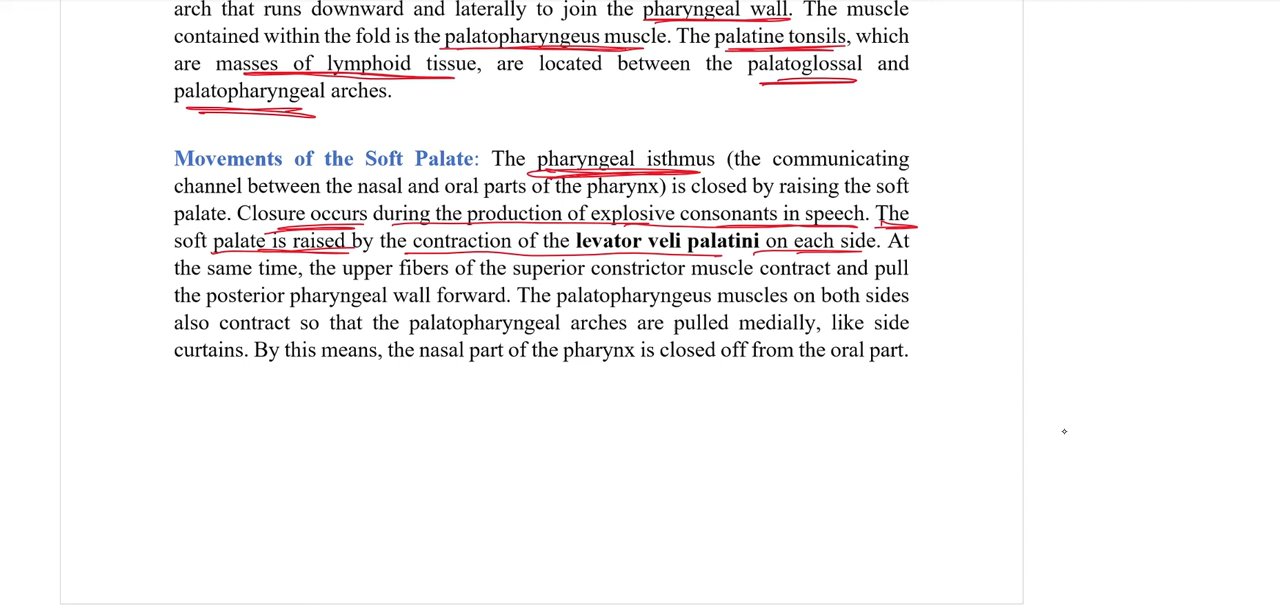 arch that runs downward and laterally to join the pharyngeal wall. The muscle
contained within the fold is the palatopharyngeus muscle. The palatine tonsils, which
are masses of lymphoid tissue, are located between the palatoglossal and
palatopharyngeal arches.
Movements of the Soft Palate: The pharyngeal isthmus (the communicating
channel between the nasal and oral parts of the pharynx) is closed by raising the soft
palate. Closure occurs during the production of explosive consonants in speech. The
soft palate is raised by the contraction of the levator veli palatini on each side. At
the same time, the upper fibers of the superior constrictor muscle contract and pull
the posterior pharyngeal wall forward. The palatopharyngeus muscles on both sides
also contract so that the palatopharyngeal arches are pulled medially, like side
curtains. By this means, the nasal part of the pharynx is closed off from the oral part.